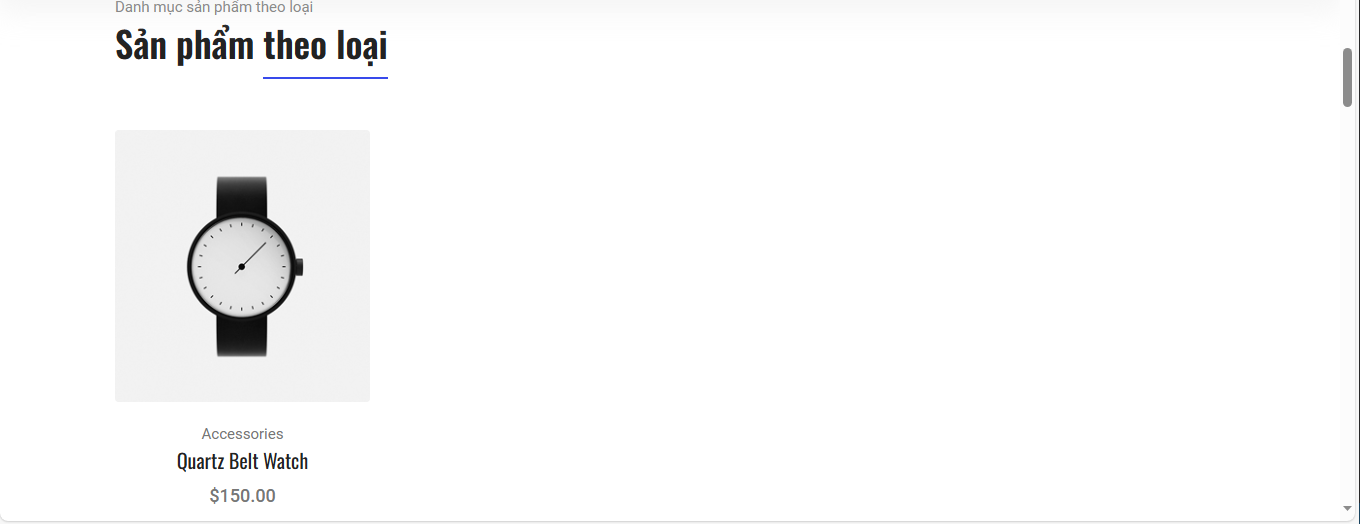 Danh mục sản phẩm theo loại
Sản phẩm theo loại
Accessories
Quartz Belt Watch
$150.00